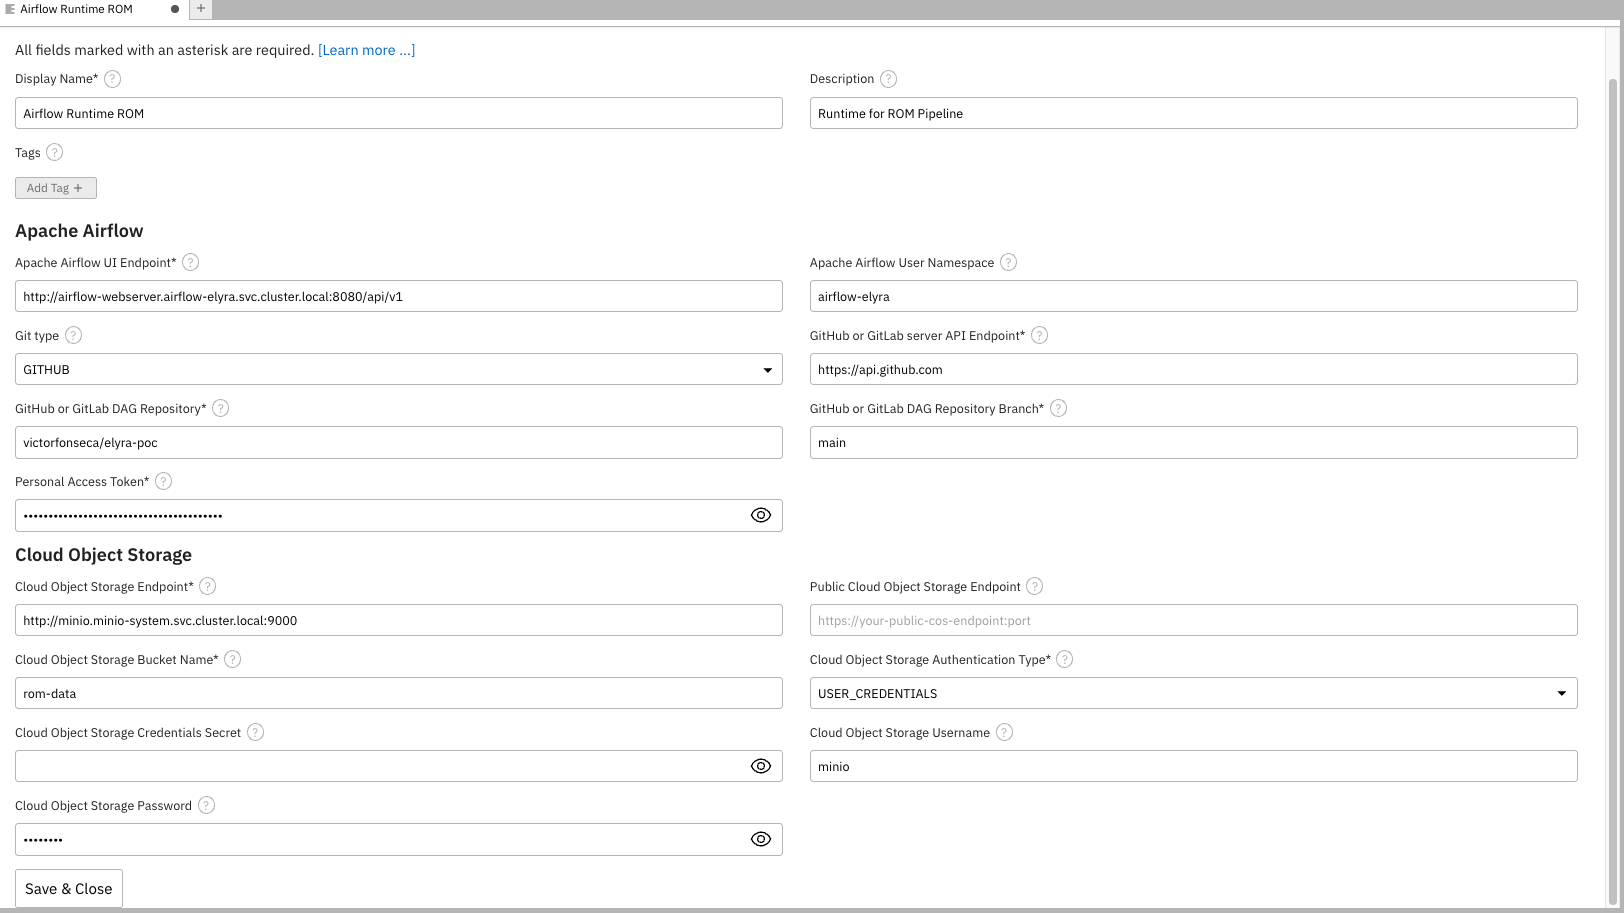 Airflow Runtime ROM
All fields marked with an asterisk are required. [Learn more ...]
Display Name*
Description
Airflow Runtime ROM
Runtime for ROM Pipeline
Tags
Add Tag +
Apache Airflow
Apache Airflow UI Endpoint*
Apache Airflow User Namespace
http://airflow-webserver.airflow-elyra.svc.cluster.local:8080/api/v1
airflow-elyra
Git type
GitHub or GitLab server API Endpoint*
GITHUB
https://api.github.com
GitHub or GitLab DAG Repository*
GitHub or GitLab DAG Repository Branch*
victorfonseca/elyra-poc
main
Personal Access Token*
Cloud Object Storage
Cloud Object Storage Endpoint*
Public Cloud Object Storage Endpoint
http://minio.minio-system.svc.cluster.local:9000
https://your-public-cos-endpoint:port
Cloud Object Storage Bucket Name*
Cloud Object Storage Authentication Type*
rom-data
USER_CREDENTIALS
Cloud Object Storage Credentials Secret
Cloud Object Storage Username
minio
Cloud Object Storage Password
Save & Close